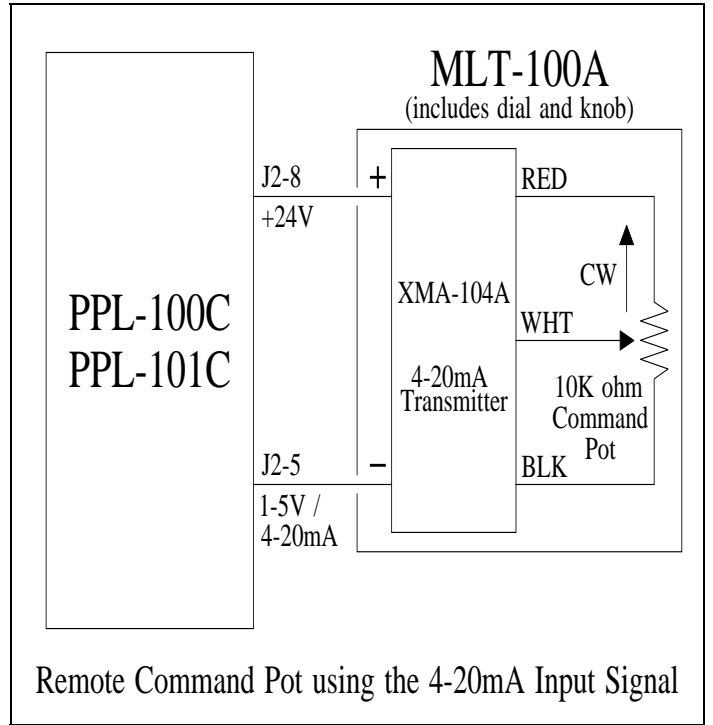 MLT-100A
(includes dial and knob)
J2-8
+
RED
+24V
CW
XMA-104A
PPL-100C
PPL-101C
WHT
4-20mA
Transmitter
10K ohm
Command
Pot
J2-5
−
BLK
1-5V /
4-20mA
Remote Command Pot using the 4-20mA Input Signal